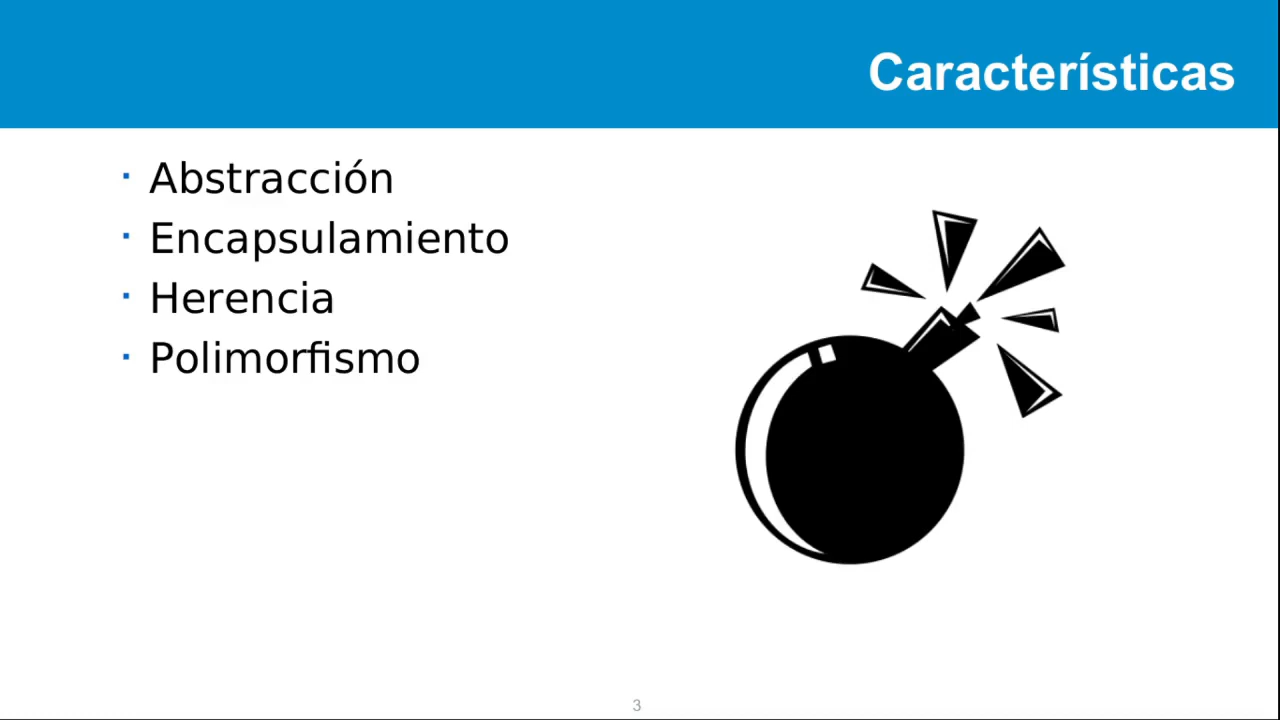 Características
· Abstracción
· Encapsulamiento
· Herencia
· Polimorfismo
3